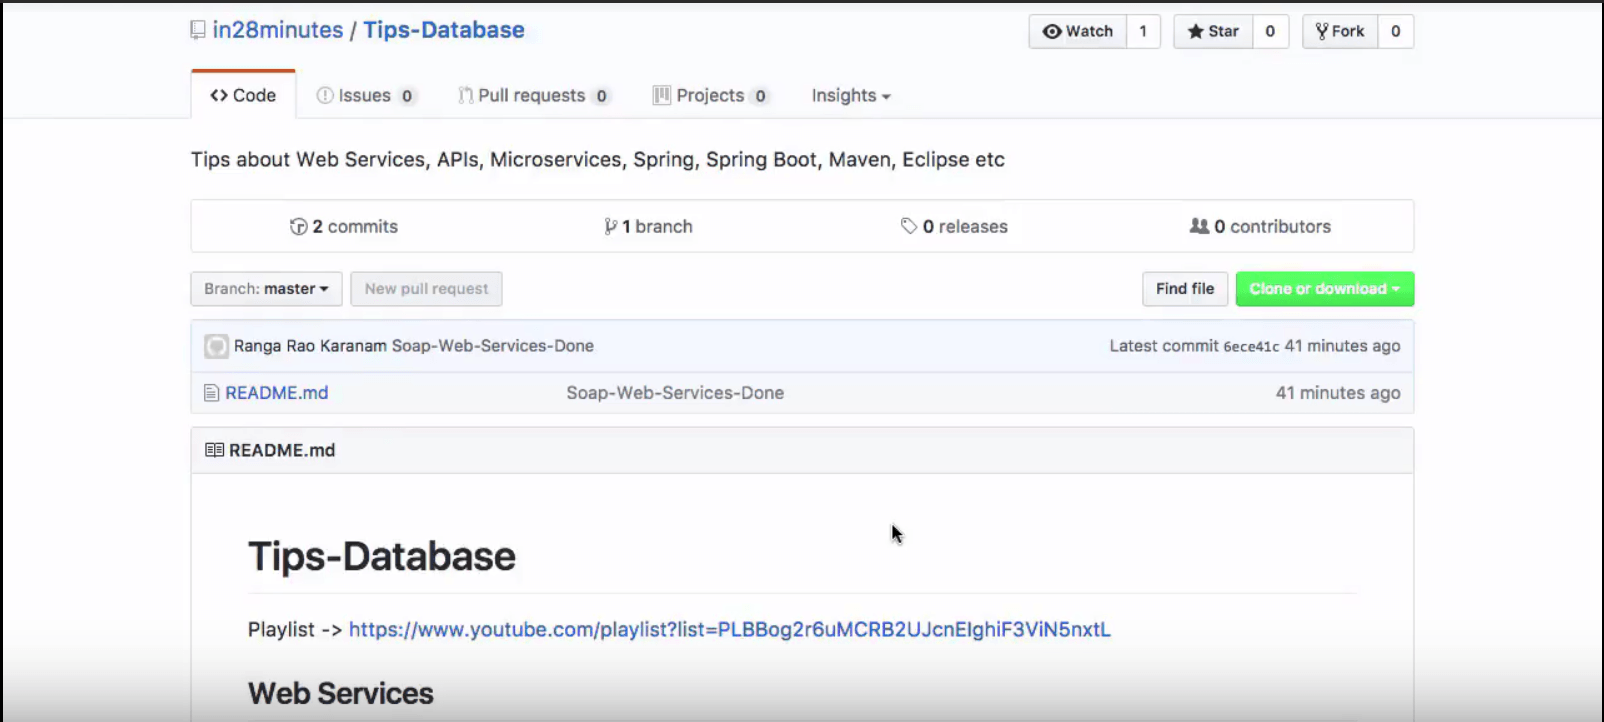 in28minutes / Tips-Database
Watch 1 Star 0 Fork 0
Code Issues 0 Pull requests 0 Projects 0 Insights
Tips about Web Services, APIs, Microservices, Spring, Spring Boot, Maven, Eclipse etc
2 commits 1 branch 0 releases 0 contributors
Branch: master New pull request Find file Clone or download
Ranga Rao Karanam Soap-Web-Services-Done Latest commit 6ece41c 41 minutes ago
README.md Soap-Web-Services-Done 41 minutes ago
README.md
Tips-Database
Playlist -> https://www.youtube.com/playlist?list=PLBBog2r6uMCRB2UJcnEIghiF3ViN5nxtL
Web Services